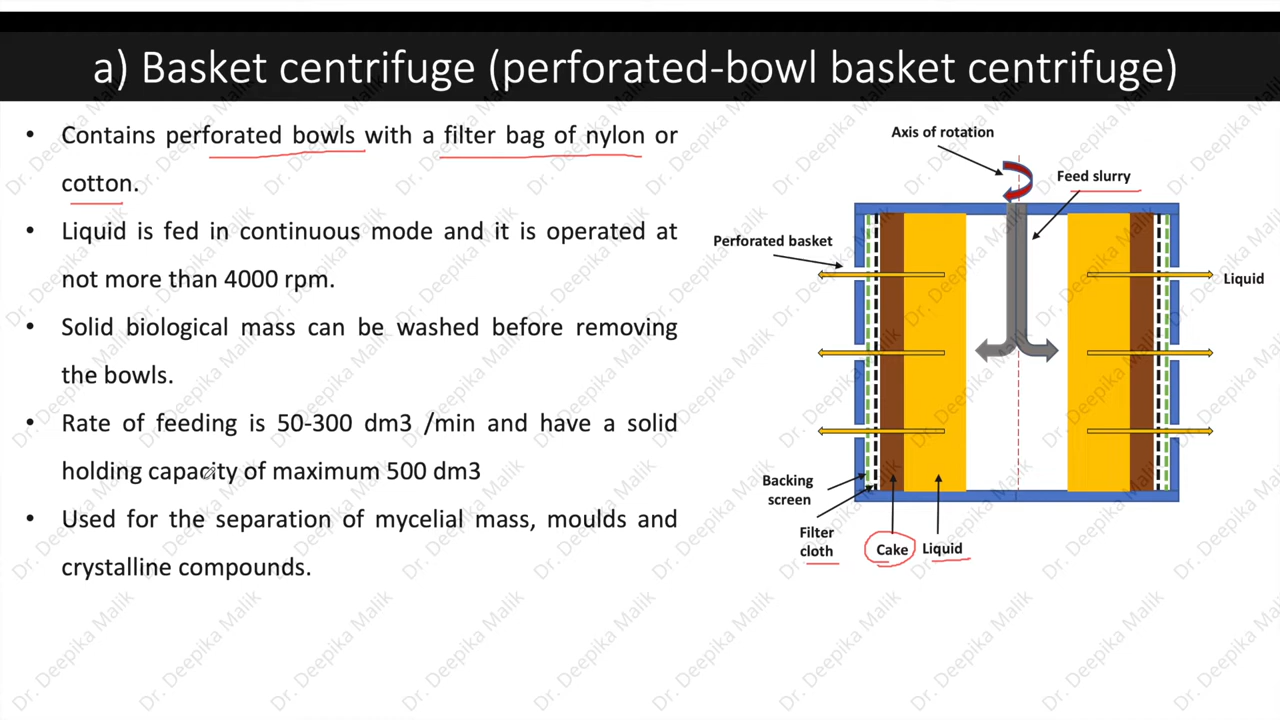 a) Basket centrifuge (perforated-bowl basket centrifuge)
• Contains perforated bowls with a filter bag of nylon or
cotton.
• Liquid is fed in continuous mode and it is operated at
not more than 4000 rpm.
• Solid biological mass can be washed before removing
the bowls.
• Rate of feeding is 50-300 dm3 /min and have a solid
holding capacity of maximum 500 dm3
• Used for the separation of mycelial mass, moulds and
crystalline compounds.
Axis of rotation
Feed slurry
Perforated basket
Liquid
Backing
screen
Filter
cloth
Cake
Liquid
Dr. Deepika Malik